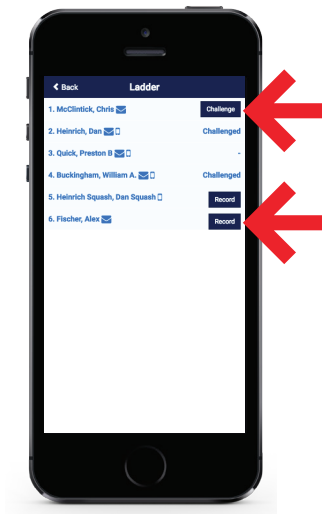 Back Ladder
1. McClintick, Chris Challenge
2. Heinrich, Dan Challenged
3. Quick, Preston B -
4. Buckingham, William A. Challenged
5. Heinrich Squash, Dan Squash Record
6. Fischer, Alex Record